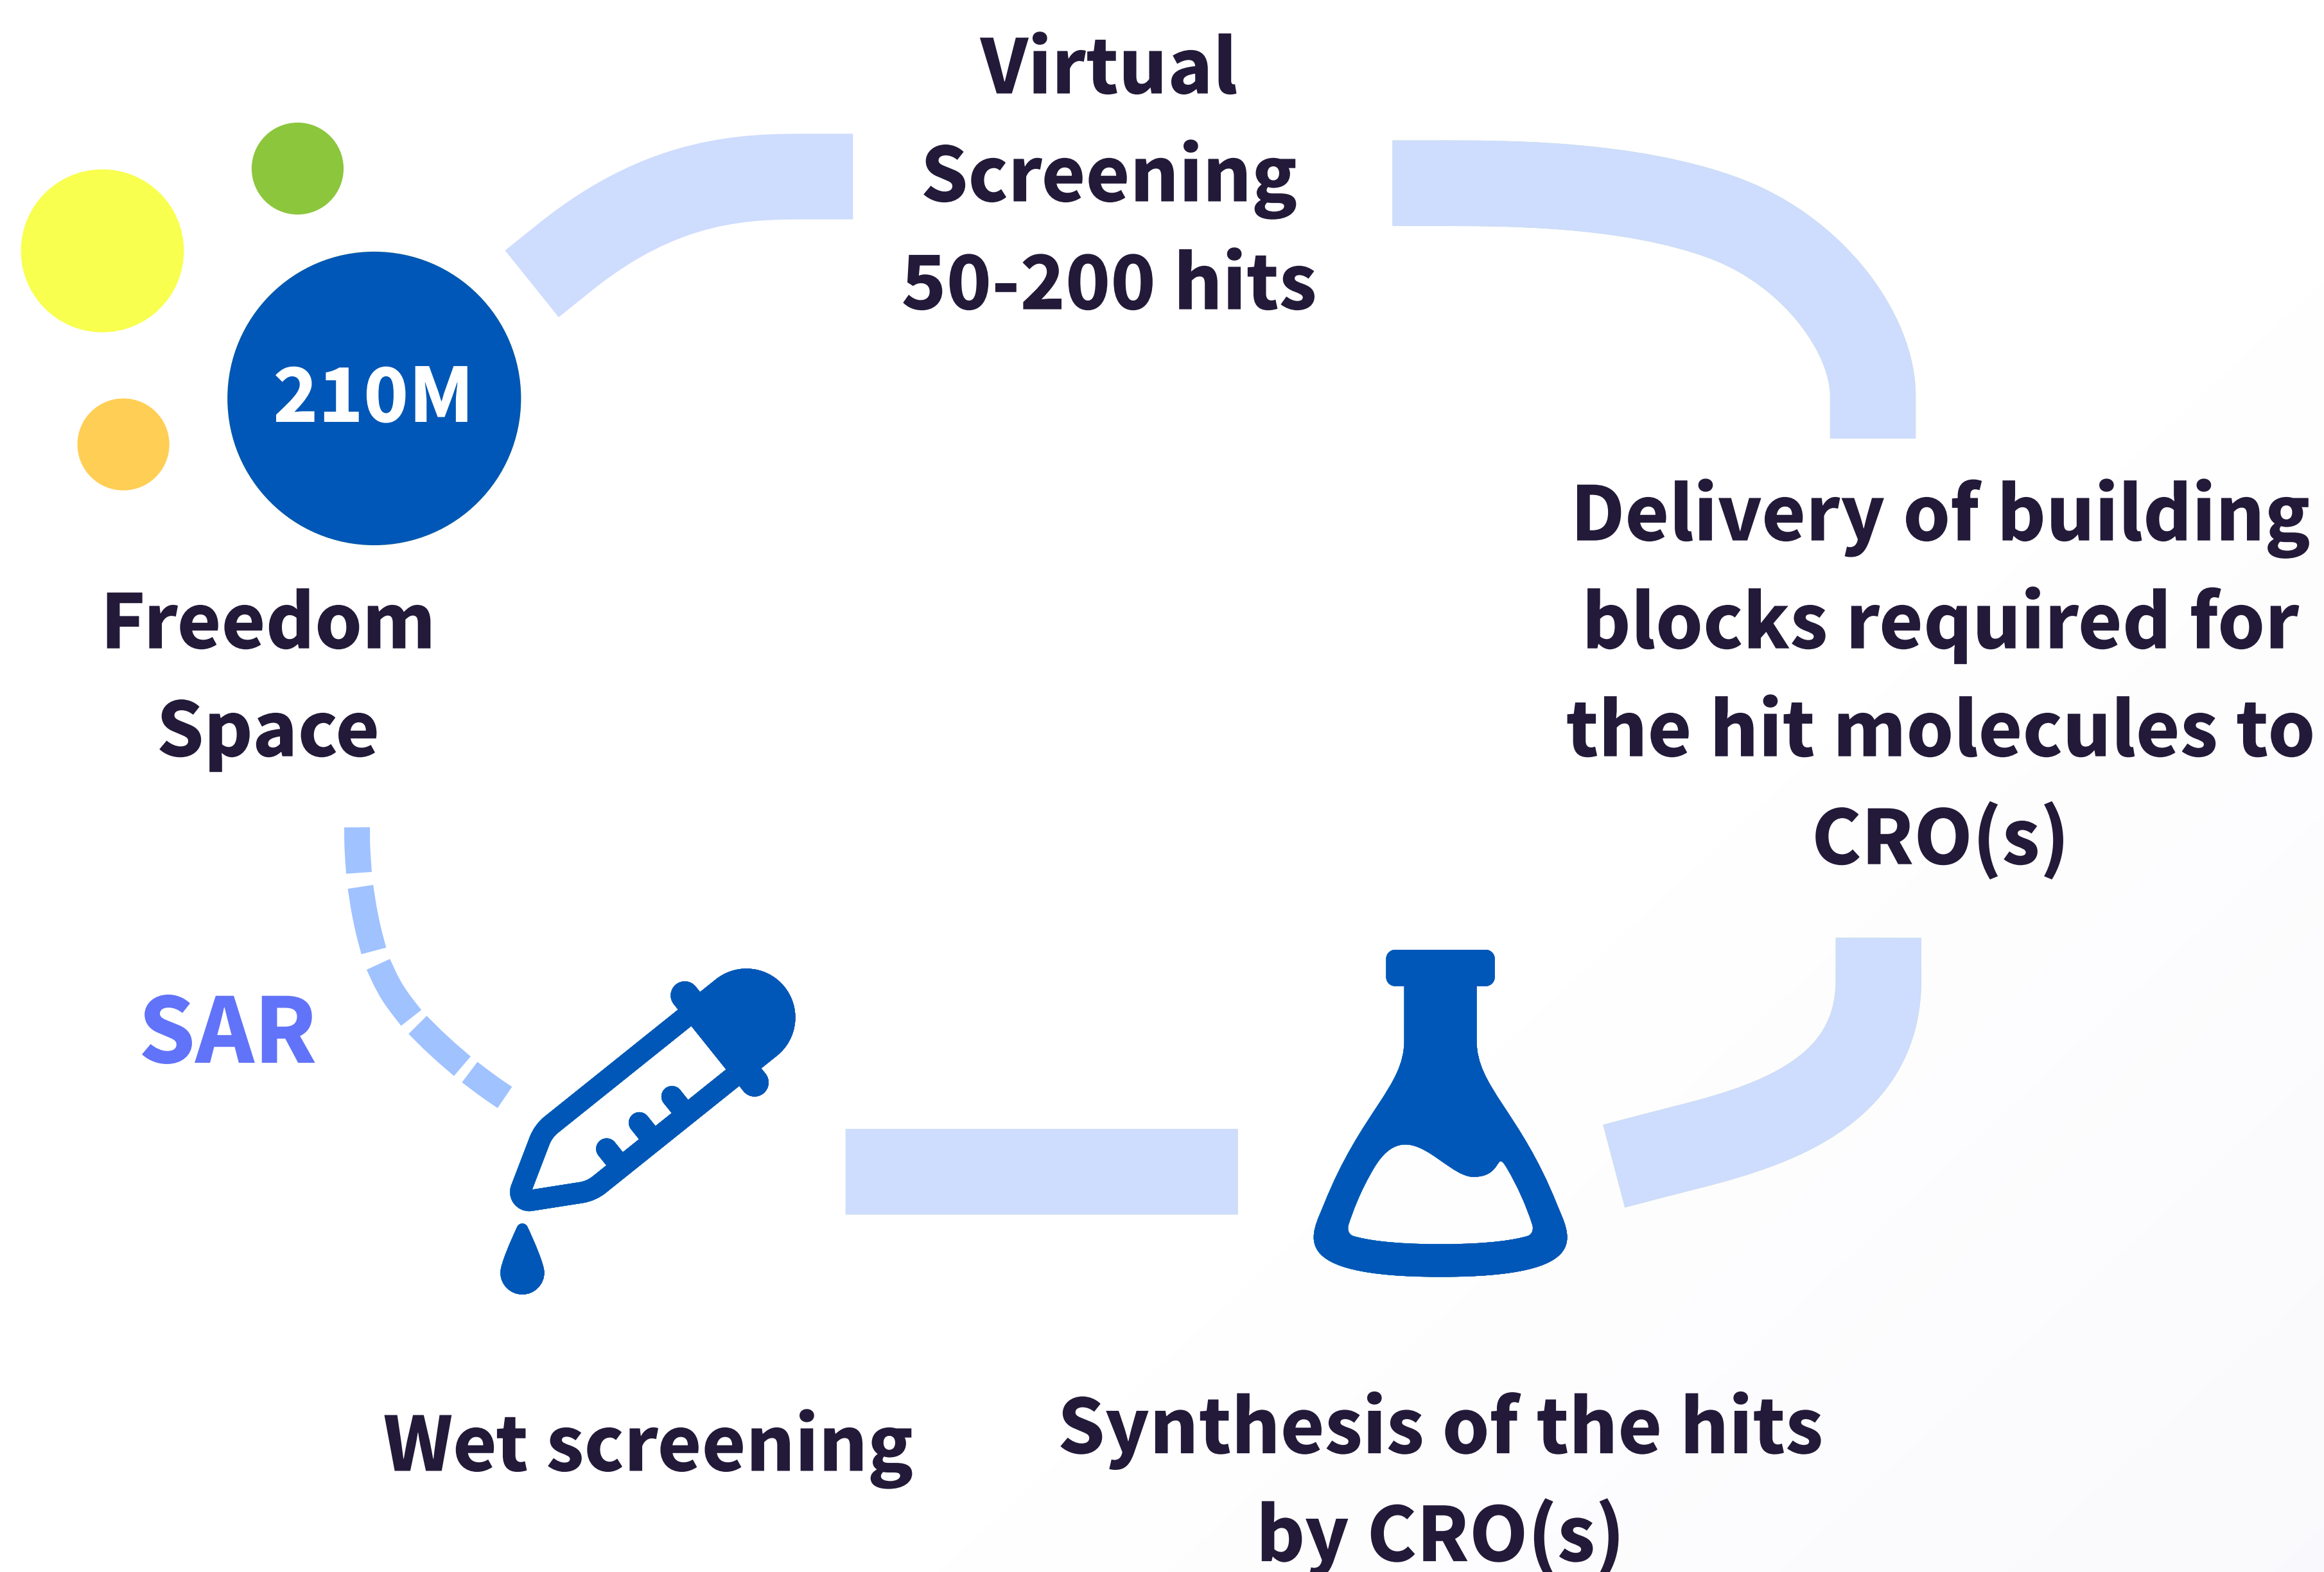 Virtual
Screening
50-200 hits
210M
Freedom
Space
Delivery of building
blocks required for
the hit molecules to
CRO(s)
SAR
Wet screening
Synthesis of the hits
by CRO(s)